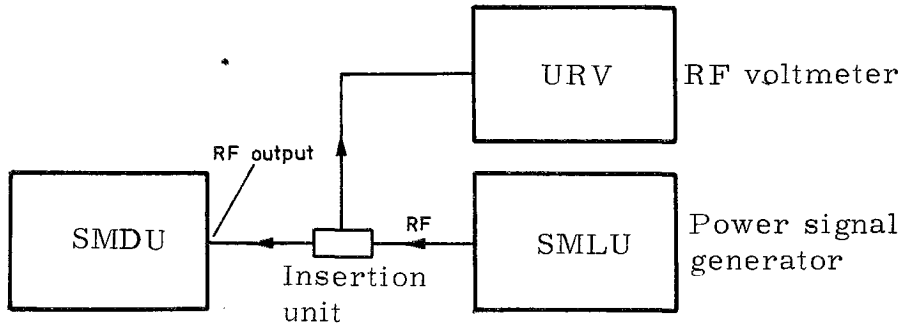 URV
RF voltmeter
RF output
SMDU
RF
SMLU
Power signal
generator
Insertion
unit